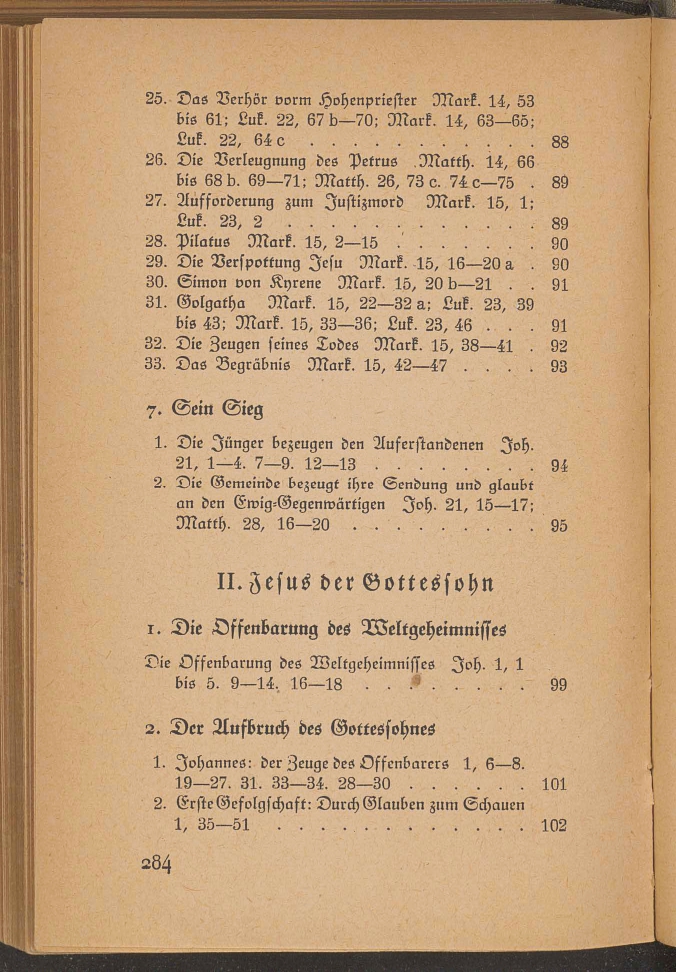 25. Das Verhör vorm Hohenpriester Mark. 14, 53
bis 61; Luk. 22, 67 b—70; Mark. 14, 63—65;
Luk. 22, 64 c . . . . . . . . . . . 88
26. Die Verleugnung des Petrus Matth. 14, 66
bis 68 b. 69—71; Matth. 26, 73 c. 74 c—75 . 89
27. Aufforderung zum Justizmord Mark. 15, 1;
Luk. 23, 2 . . . . . . . . . . . . 89
28. Pilatus Mark. 15, 2—15 . . . . . . . 90
29. Die Verspottung Jesu Mark. 15, 16—20 a . 90
30. Simon von Kyrene Mark. 15, 20 b—21 . . 91
31. Golgatha Mark. 15, 22—32 a; Luk. 23, 39
bis 43; Mark. 15, 33—36; Luk. 23, 46 . . . 91
32. Die Zeugen seines Todes Mark. 15, 38—41 . 92
33. Das Begräbnis Mark. 15, 42—47 . . . . 93
7. Sein Sieg
1. Die Jünger bezeugen den Auferstandenen Joh.
21, 1—4. 7—9. 12—13 . . . . . . . . 94
2. Die Gemeinde bezeugt ihre Sendung und glaubt
an den Ewig-Gegenwärtigen Joh. 21, 15—17;
Matth. 28, 16—20 . . . . . . . . . 95
II. Jesus der Gottessohn
1. Die Offenbarung des Weltgeheimnisses
Die Offenbarung des Weltgeheimnisses Joh. 1, 1
bis 5. 9—14. 16—18 . . . . . . . . 99
2. Der Aufbruch des Gottessohnes
1. Johannes: der Zeuge des Offenbarers 1, 6—8.
19—27. 31. 33—34. 28—30 . . . . . . 101
2. Erste Gefolgschaft: Durch Glauben zum Schauen
1, 35—51 . . . . . . . . . . . 102
284